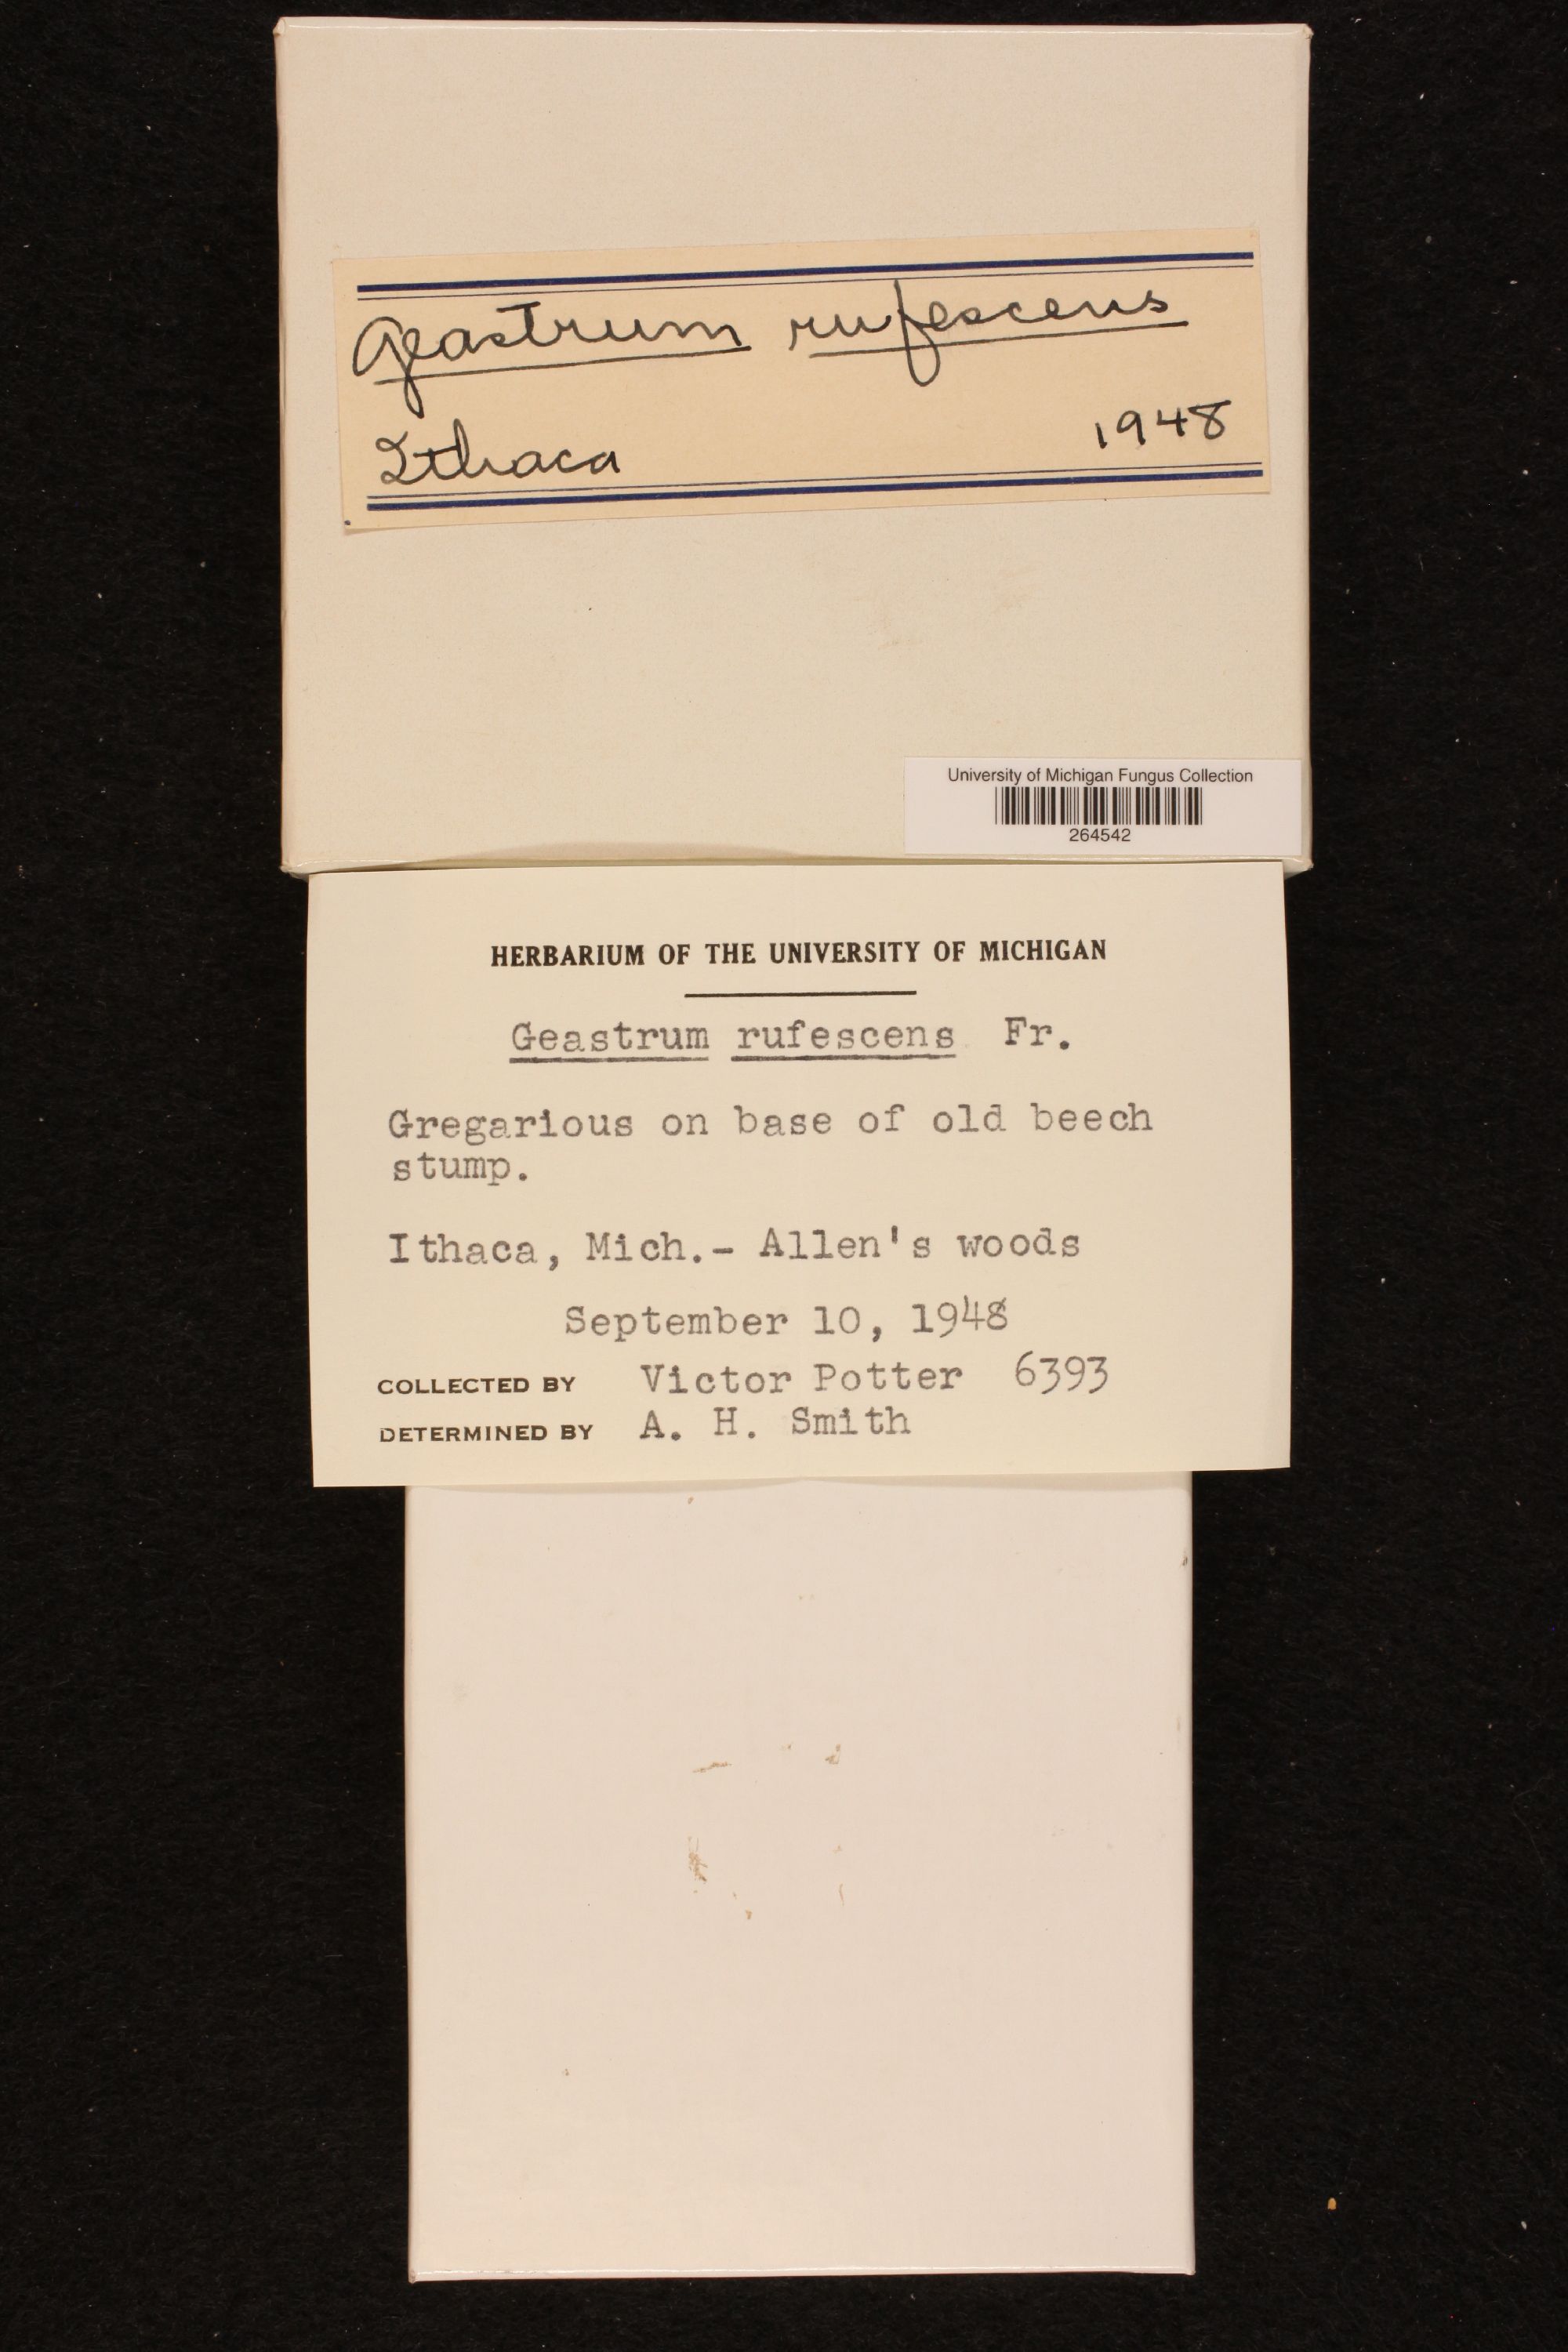 Geastrum rufescens
Ithaca 1948
University of Michigan Fungus Collection
264542
HERBARIUM OF THE UNIVERSITY OF MICHIGAN
Geastrum rufescens Fr.
Gregarious on base of old beech
stump.
Ithaca, Mich.- Allen's woods
September 10, 1948
COLLECTED BY Victor Potter 6393
DETERMINED BY A. H. Smith